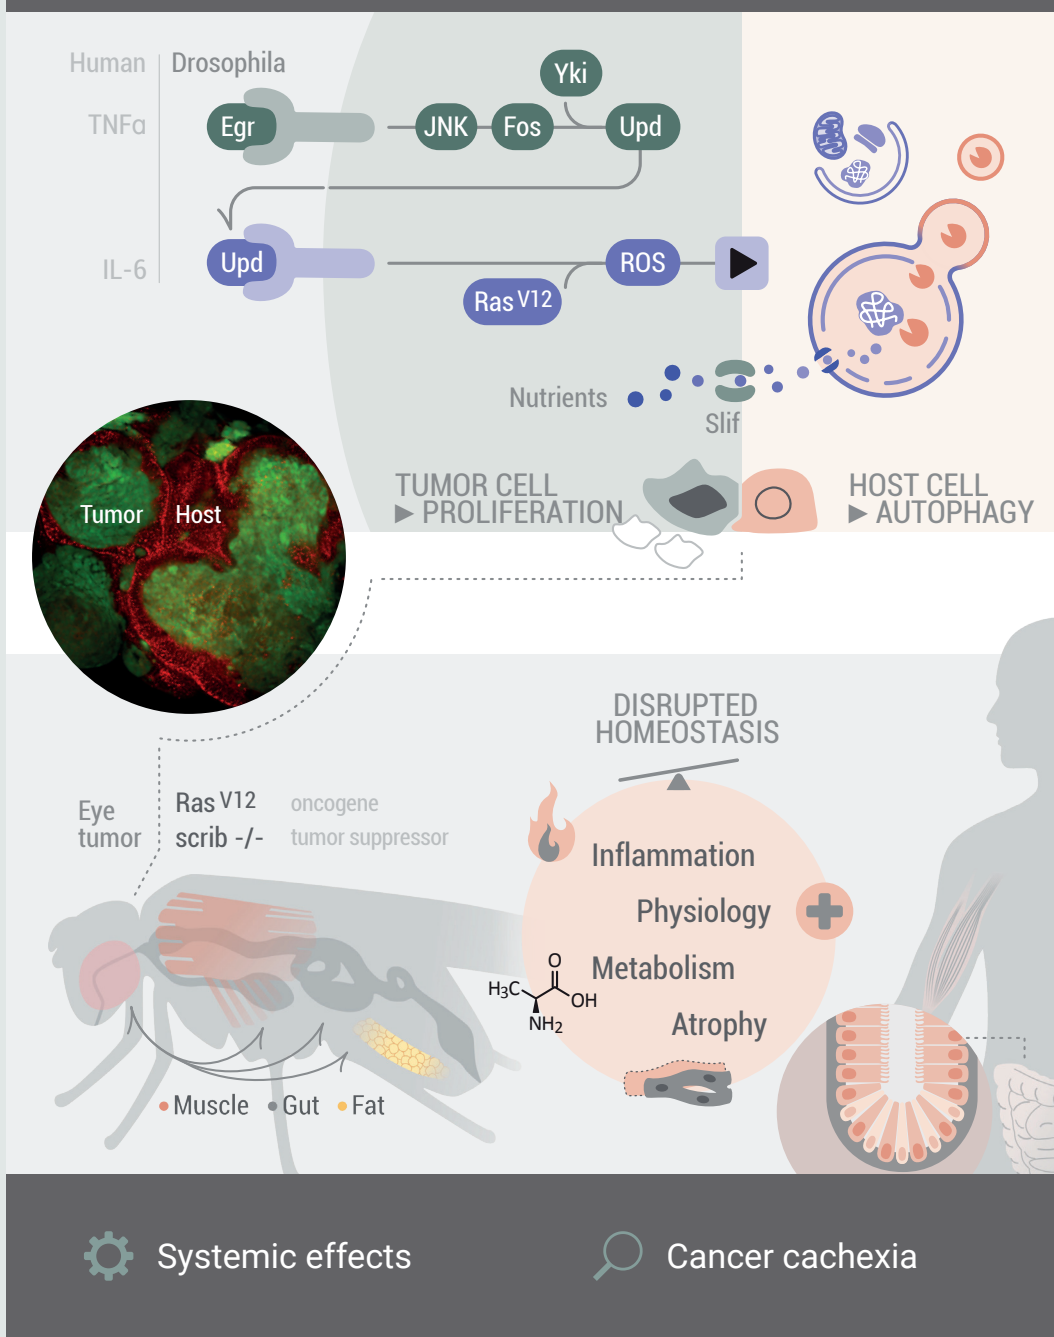 Human
Drosophila
TNFα
Egr
JNK
Fos
Yki
Upd
IL-6
Upd
Ras V12
ROS
Nutrients
Slif
TUMOR CELL
▶ PROLIFERATION
HOST CELL
▶ AUTOPHAGY
Tumor
Host
Eye
tumor
Ras V12 oncogene
scrib -/- tumor suppressor
DISRUPTED
HOMEOSTASIS
Inflammation
Physiology
Metabolism
Atrophy
O
H₃C
OH
NH₂
Muscle
Gut
Fat
Systemic effects
Cancer cachexia